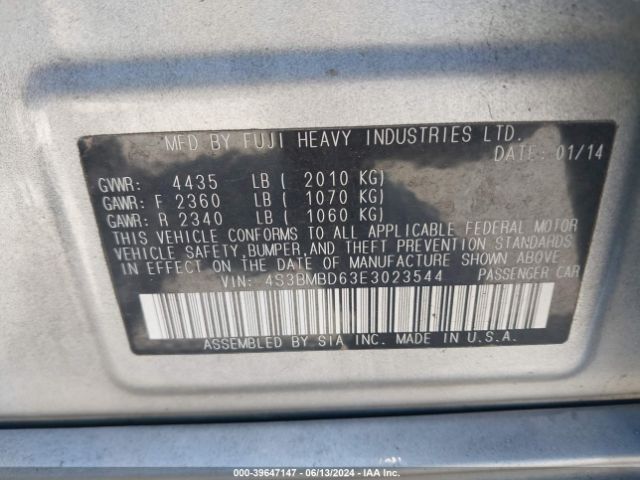 MFD BY FUJI HEAVY INDUSTRIES LTD.
DATE: 01/14
GVWR: 4435 LB ( 2010 KG)
GAWR: F 2360 LB ( 1070 KG)
GAWR: R 2340 LB ( 1060 KG)
THIS VEHICLE CONFORMS TO ALL APPLICABLE FEDERAL MOTOR
VEHICLE SAFETY, BUMPER, AND THEFT PREVENTION STANDARDS
IN EFFECT ON THE DATE OF MANUFACTURE SHOWN ABOVE
VIN: 4S3BMBD63E3023544 PASSENGER CAR
ASSEMBLED BY SIA INC. MADE IN U.S.A.
000-39647147 - 06/13/2024 - IAA Inc.